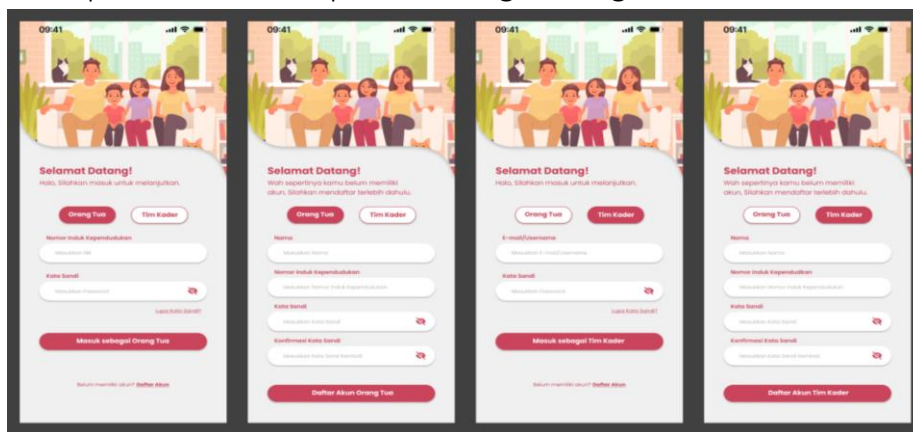 09:41
Selamat Datang!
Halo, Silahkan masuk untuk melanjutkan.
Orang Tua
Tim Kader
Nomor Induk Kependudukan
Masukkan NIK
Kata Sandi
Masukkan Password
Lupa Kata Sandi?
Masuk sebagai Orang Tua
Belum memiliki akun? Daftar Akun
09:41
Selamat Datang!
Wah sepertinya kamu belum memiliki
akun, Silahkan mendaftar terlebih dahulu.
Orang Tua
Tim Kader
Nama
Masukkan Nama
Nomor Induk Kependudukan
Masukkan Nomor Induk Kependudukan
Kata Sandi
Masukkan Kata Sandi
Konfirmasi Kata Sandi
Masukkan Kata Sandi Kembali
Daftar Akun Orang Tua
09:41
Selamat Datang!
Halo, Silahkan masuk untuk melanjutkan.
Orang Tua
Tim Kader
E-mail/Username
Masukkan E-mail/Username
Kata Sandi
Masukkan Password
Lupa Kata Sandi?
Masuk sebagai Tim Kader
Belum memiliki akun? Daftar Akun
09:41
Selamat Datang!
Wah sepertinya kamu belum memiliki
akun, Silahkan mendaftar terlebih dahulu.
Orang Tua
Tim Kader
Nama
Masukkan Nama
Nomor Induk Kependudikan
Masukkan Nomor Induk Kependudukan
Kata Sandi
Masukkan Kata Sandi
Konfirmasi Kata Sandi
Masukkan Kata Sandi Kembali
Daftar Akun Tim Kader